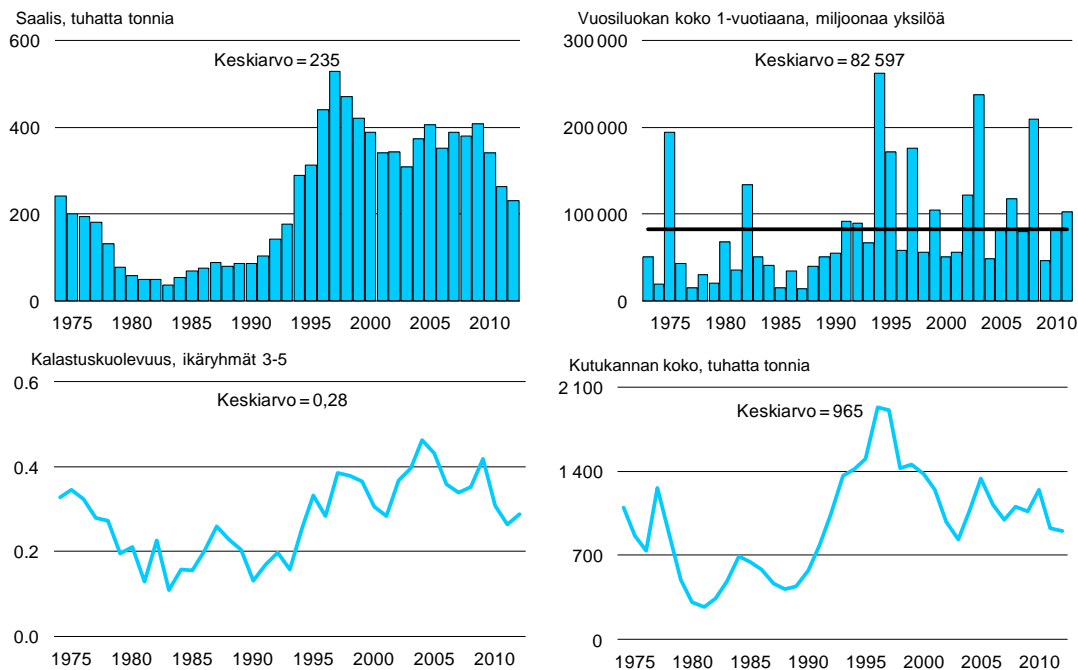 Saalis, tuhatta tonnia
600
Keskiarvo = 235
400
200
0
1975 1980 1985 1990 1995 2000 2005 2010
Vuosiluokan koko 1-vuotiaana, miljoonaa yksilöä
300 000
Keskiarvo = 82 597
200 000
100 000
0
1975 1980 1985 1990 1995 2000 2005 2010
Kalastuskuolevuus, ikäryhmät 3-5
0.6
Keskiarvo = 0,28
0.4
0.2
0.0
1975 1980 1985 1990 1995 2000 2005 2010
Kutukannan koko, tuhatta tonnia
2 100
Keskiarvo = 965
1 400
700
0
1975 1980 1985 1990 1995 2000 2005 2010